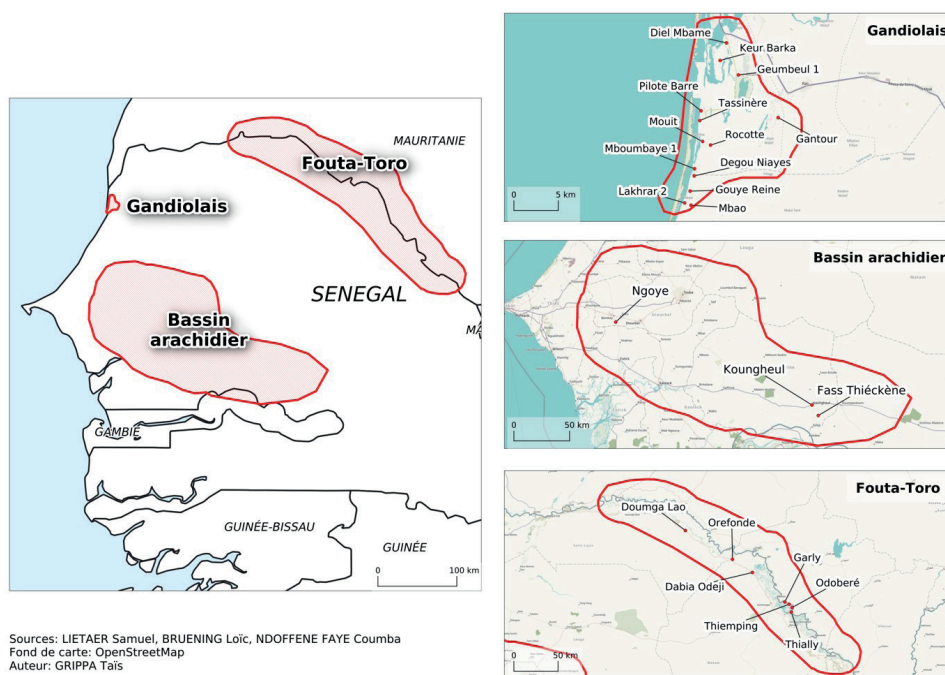 MAURITANIE
Fouta-Toro
Gandiolais
SENEGAL
Bassin
arachidier
GAMBIE
GUINÉE-BISSAU
GUINÉE
0 100 km
Sources: LIETAER Samuel, BRUENING Loïc, NDOFFENE FAYE Coumba
Fond de carte: OpenStreetMap
Auteur: GRIPPA Taïs
Gandiolais
Diel Mbame
Keur Barka
Geumbeul 1
Pilote Barre
Tassinère
Mouit
Rocotte
Gantour
Mboumbaye 1
Degou Niayes
Lakhrar 2
Gouye Reine
Mbao
0 5 km
Bassin arachidier
Ngoye
Koungheul
Fass Thiéckène
0 50 km
Fouta-Toro
Doumga Lao
Orefonde
Garly
Dabia Odeji
Odoberé
Thiemping
Thially
0 50 km